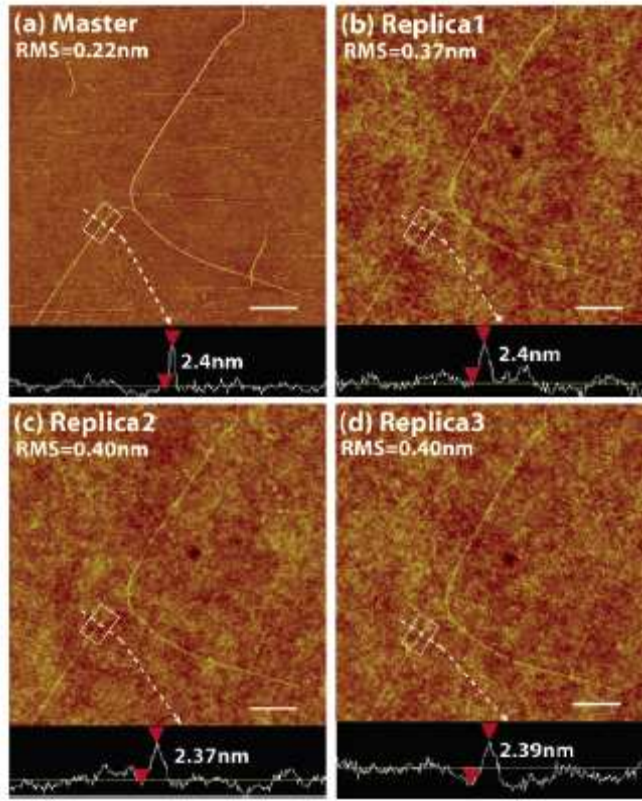 (a) Master
RMS=0.22nm
2.4nm
(b) Replica1
RMS=0.37nm
2.4nm
(c) Replica2
RMS=0.40nm
2.37nm
(d) Replica3
RMS=0.40nm
2.39nm